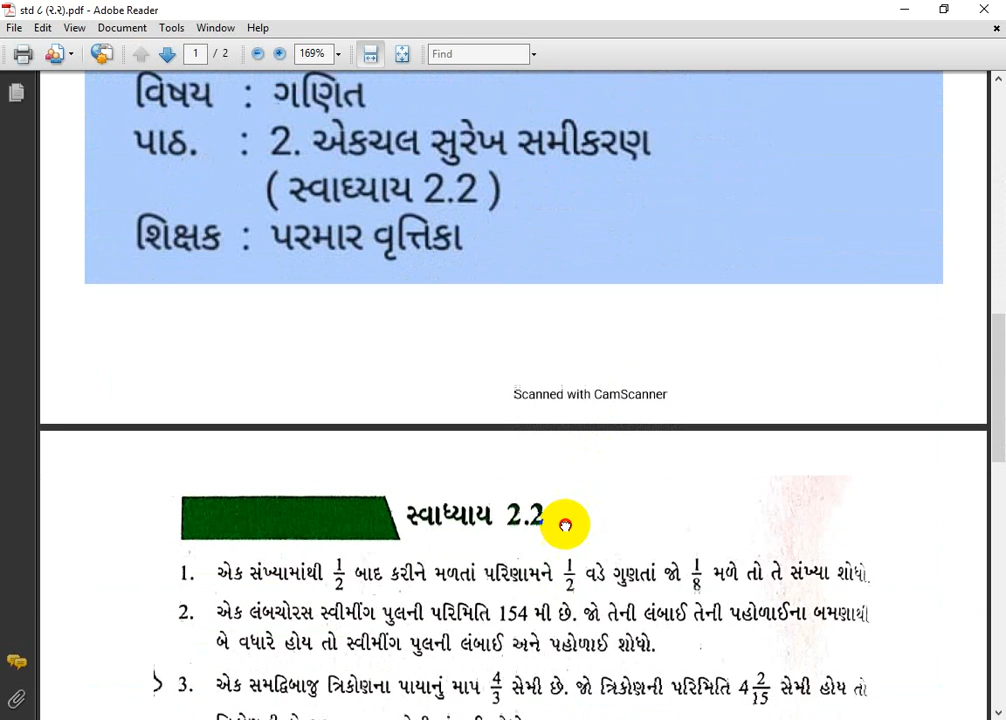 std ૮ (૨.૨).pdf - Adobe Reader
File Edit View Document Tools Window Help
1 / 2 169% Find
વિષય : ગણિત
પાઠ. : 2. એકચલ સુરેખ સમીકરણ
( સ્વાધ્યાય 2.2 )
શિક્ષક : પરમાર વૃત્તિકા
Scanned with CamScanner
સ્વાધ્યાય 2.2
1. એક સંખ્યામાંથી 1/2 બાદ કરીને મળતાં પરિણામને 1/2 વડે ગુણતાં જો 1/8 મળે તો તે સંખ્યા શોધો.
2. એક લંબચોરસ સ્વીમીંગ પુલની પરિમિતિ 154 મી છે. જો તેની લંબાઈ તેની પહોળાઈના બમણાથી
બે વધારે હોય તો સ્વીમીંગ પુલની લંબાઈ અને પહોળાઈ શોધો.
3. એક સમદ્વિબાજુ ત્રિકોણના પાયાનું માપ 4/3 સેમી છે. જો ત્રિકોણની પરિમિતિ 4 2/15 સેમી હોય તો